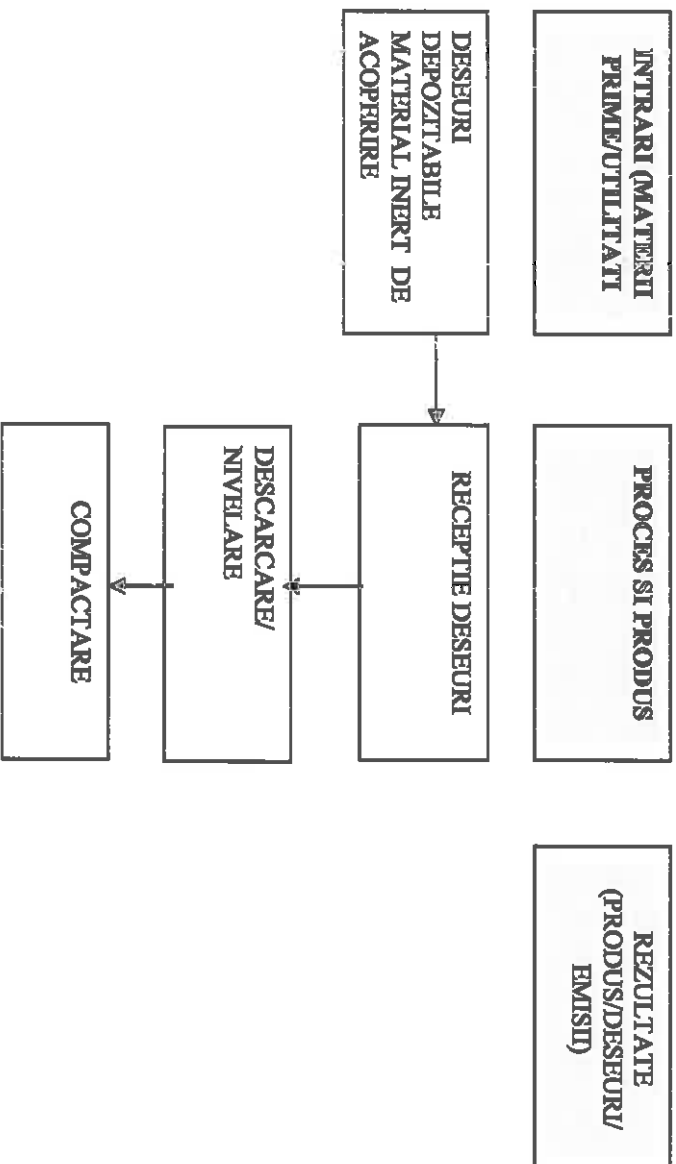 INTRARI (MATERII
PRIME/UTILITATI
PROCES SI PRODUS
REZULTATE
(PRODUS/DESEURI/
EMISII)
DESEURI
DEPOZITABILE
MATERIAL INERT DE
ACOPERIRE
RECEPTIE DESEURI
DESCARCARE/
NIVELARE
COMPACTARE